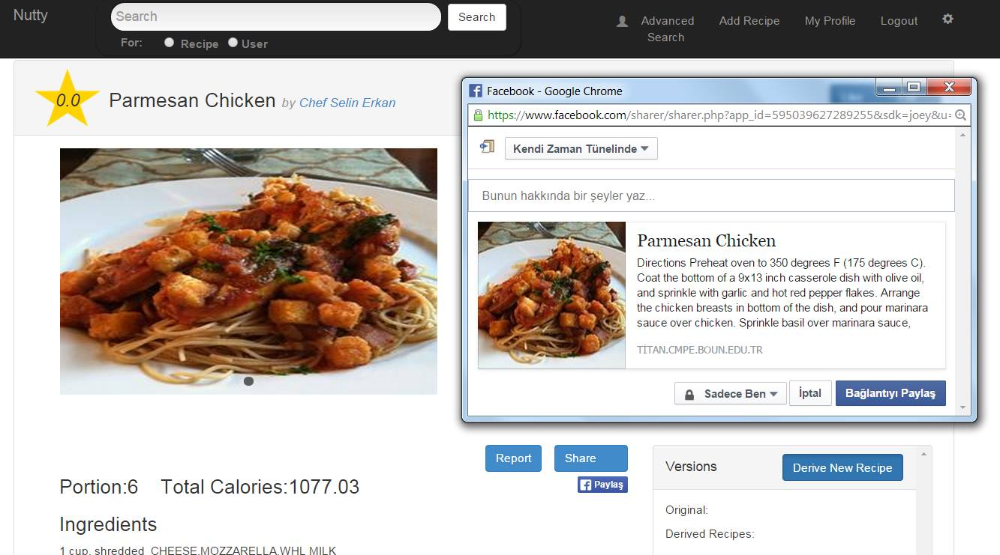 Nutty
Search
Search
For:
Recipe
User
Advanced
Search
Add Recipe
My Profile
Logout
0.0
Parmesan Chicken by Chef Selin Erkan
Facebook - Google Chrome
https://www.facebook.com/sharer/sharer.php?app_id=595039627289255&sdk=joey&u=
Kendi Zaman Tünelinde
Bunun hakkında bir şeyler yaz...
Parmesan Chicken
Directions Preheat oven to 350 degrees F (175 degrees C).
Coat the bottom of a 9x13 inch casserole dish with olive oil,
and sprinkle with garlic and hot red pepper flakes. Arrange
the chicken breasts in bottom of the dish, and pour marinara
sauce over chicken. Sprinkle basil over marinara sauce,
TİTAN.CMPE.BOUN.EDU.TR
Sadece Ben
İptal
Bağlantıyı Paylaş
Report
Share
Paylaş
Portion:6 Total Calories:1077.03
Ingredients
1 cup, shredded CHEESE,MOZZARELLA,WHL MILK
Versions
Derive New Recipe
Original:
Derived Recipes: